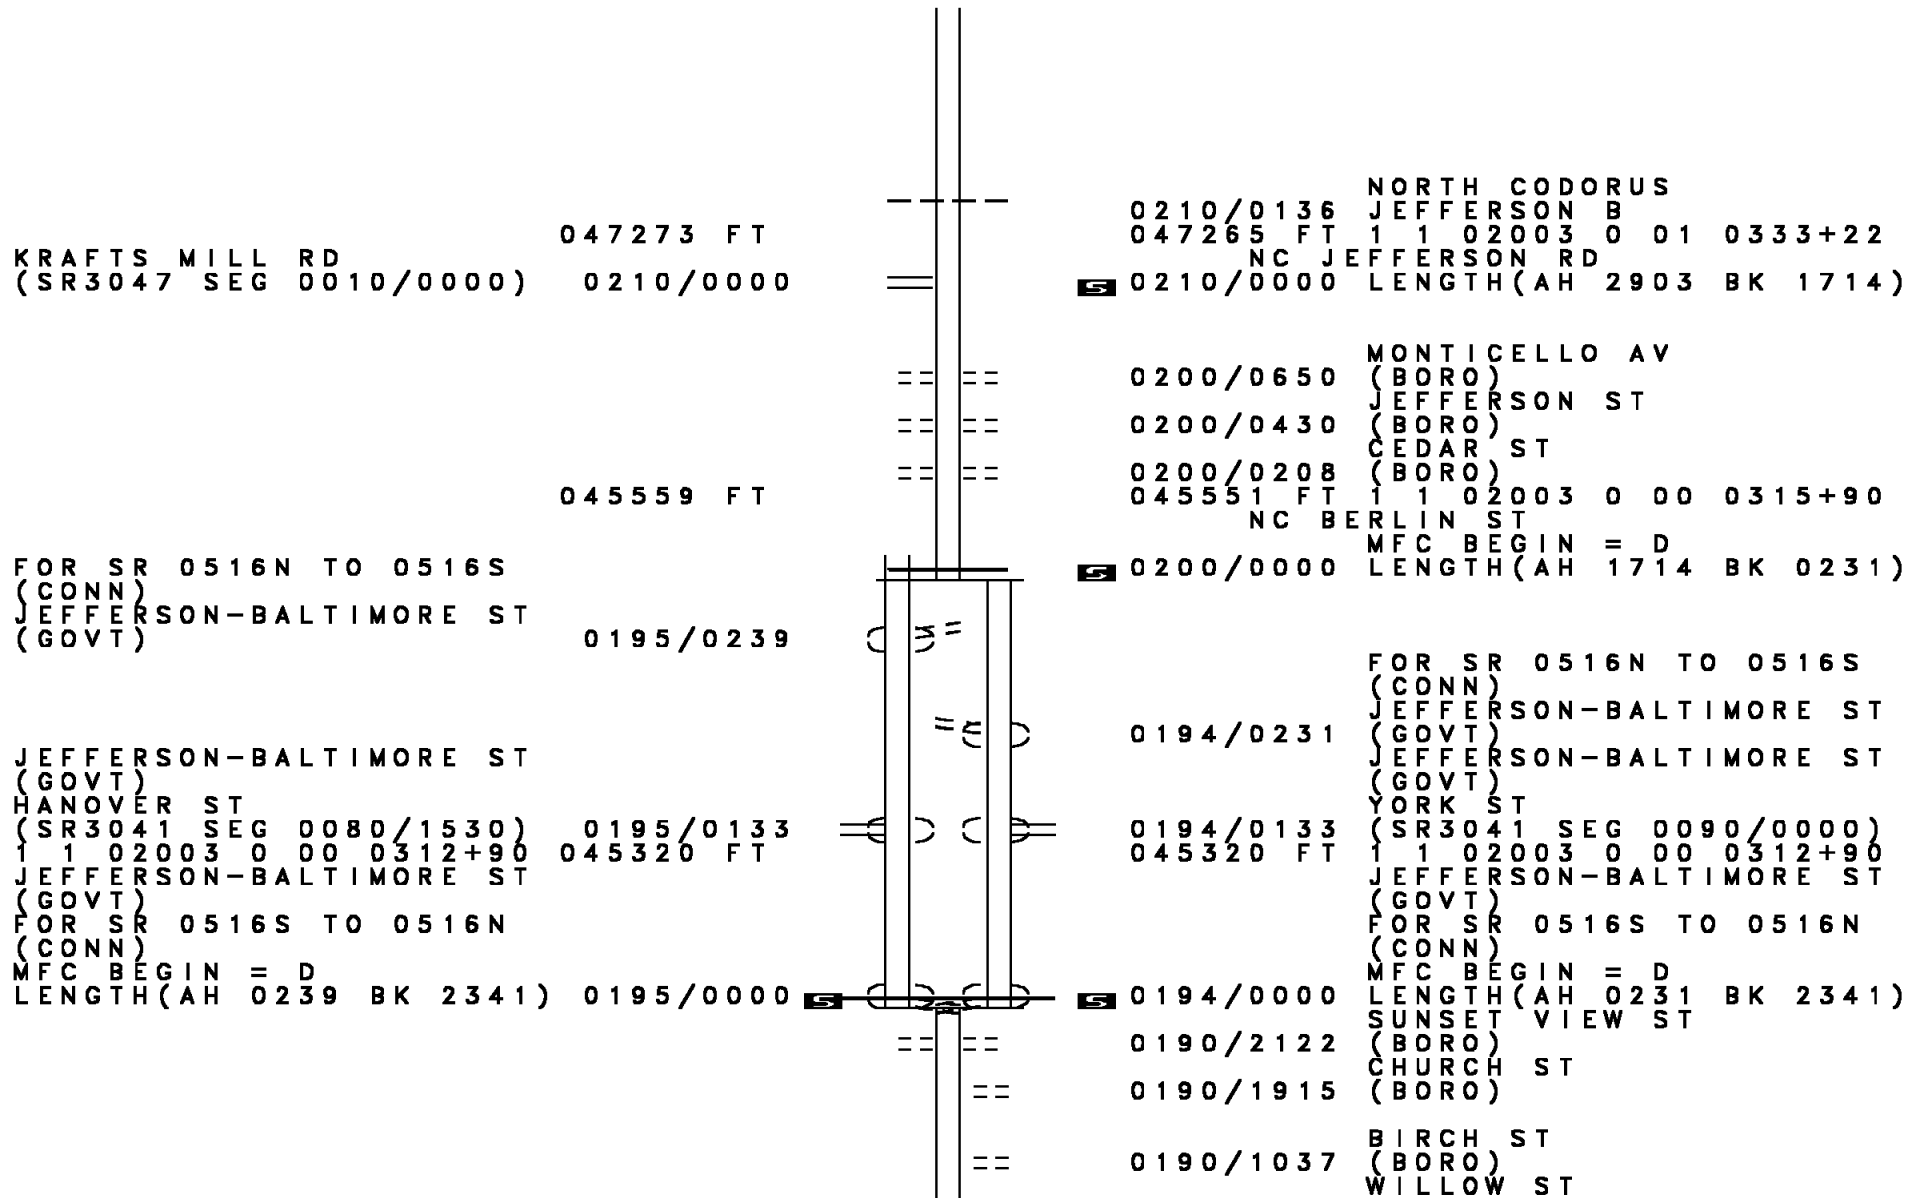 NORTH CODORUS
0210/0136 JEFFERSON B
047273 FT
047265 FT 1 1 02003 0 01 0333+22
KRAFTS MILL RD
NC JEFFERSON RD
(SR3047 SEG 0010/0000) 0210/0000
S 0210/0000 LENGTH(AH 2903 BK 1714)
MONTICELLO AV
0200/0650 (BORO)
JEFFERSON ST
0200/0430 (BORO)
CEDAR ST
0200/0208 (BORO)
045559 FT
045551 FT 1 1 02003 0 00 0315+90
NC BERLIN ST
MFC BEGIN = D
S 0200/0000 LENGTH(AH 1714 BK 0231)
FOR SR 0516N TO 0516S
(CONN)
JEFFERSON-BALTIMORE ST
(GOVT) 0195/0239
FOR SR 0516N TO 0516S
(CONN)
JEFFERSON-BALTIMORE ST
0194/0231 (GOVT)
JEFFERSON-BALTIMORE ST
(GOVT)
YORK ST
0194/0133 (SR3041 SEG 0090/0000)
045320 FT 1 1 02003 0 00 0312+90
JEFFERSON-BALTIMORE ST
(GOVT)
FOR SR 0516S TO 0516N
(CONN)
MFC BEGIN = D
S 0194/0000 LENGTH(AH 0231 BK 2341)
JEFFERSON-BALTIMORE ST
(GOVT)
HANOVER ST
(SR3041 SEG 0080/1530) 0195/0133
1 1 02003 0 00 0312+90 045320 FT
JEFFERSON-BALTIMORE ST
(GOVT)
FOR SR 0516S TO 0516N
(CONN)
MFC BEGIN = D
LENGTH(AH 0239 BK 2341) 0195/0000 S
SUNSET VIEW ST
0190/2122 (BORO)
CHURCH ST
0190/1915 (BORO)
BIRCH ST
0190/1037 (BORO)
WILLOW ST